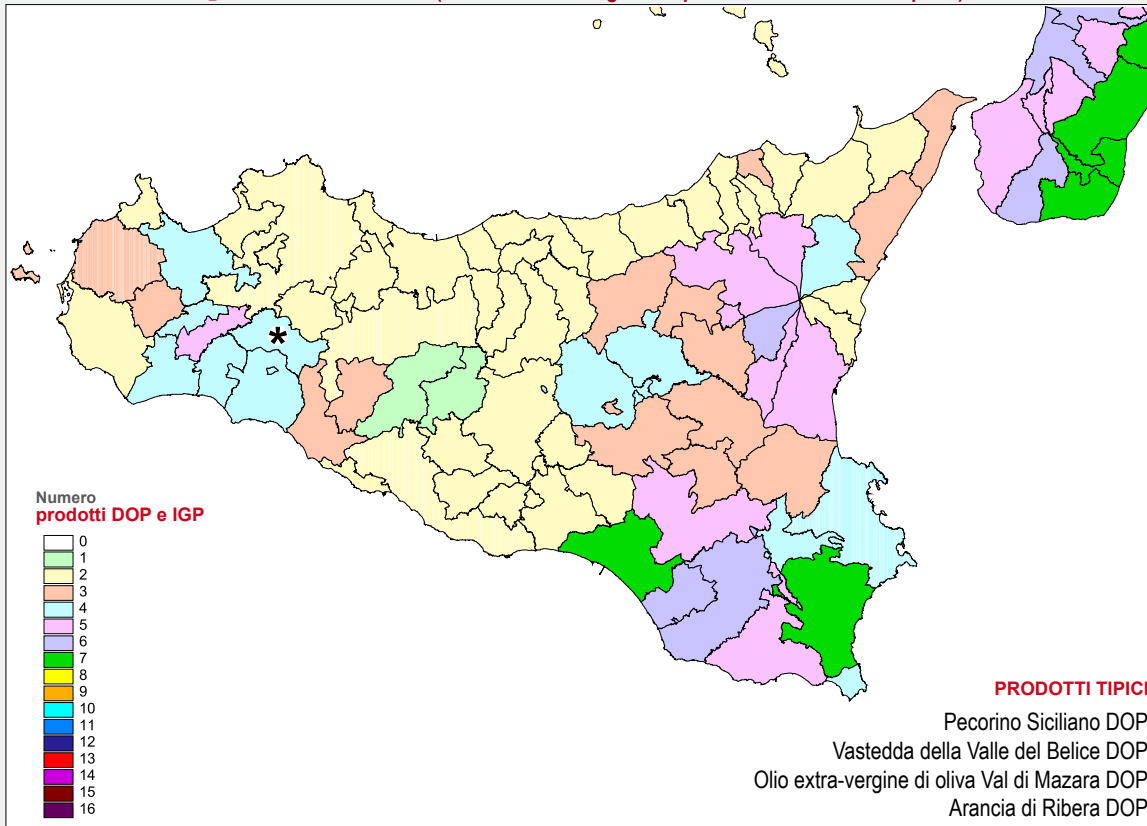 Numero
prodotti DOP e IGP
0
1
2
3
4
5
6
7
8
9
10
11
12
13
14
15
16
*
PRODOTTI TIPICI
Pecorino Siciliano DOP
Vastedda della Valle del Belice DOP
Olio extra-vergine di oliva Val di Mazara DOP
Arancia di Ribera DOP